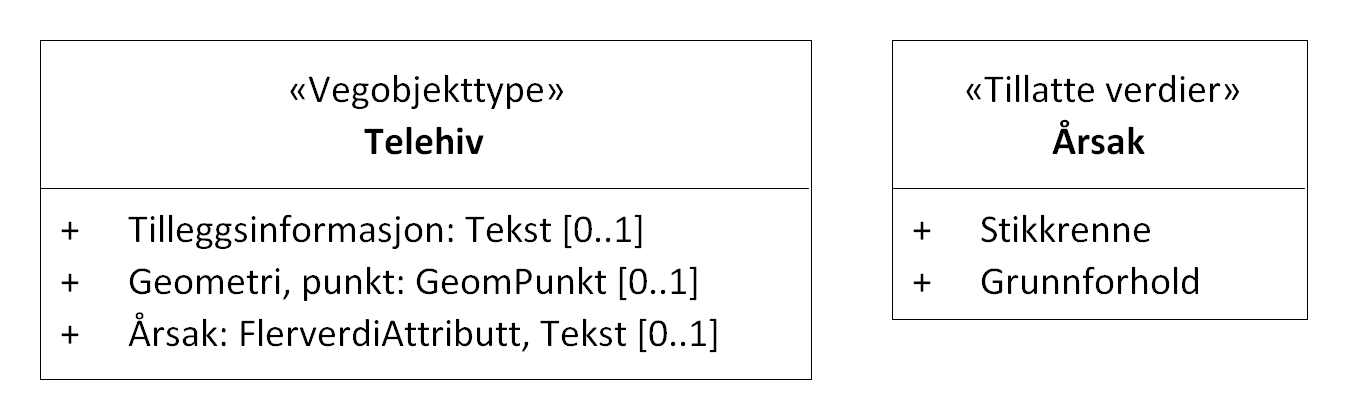 «Vegobjekttype»
Telehiv
+ Tilleggsinformasjon: Tekst [0..1]
+ Geometri, punkt: GeomPunkt [0..1]
+ Årsak: FlerverdiAttributt, Tekst [0..1]
«Tillatte verdier»
Årsak
+ Stikkrenne
+ Grunnforhold